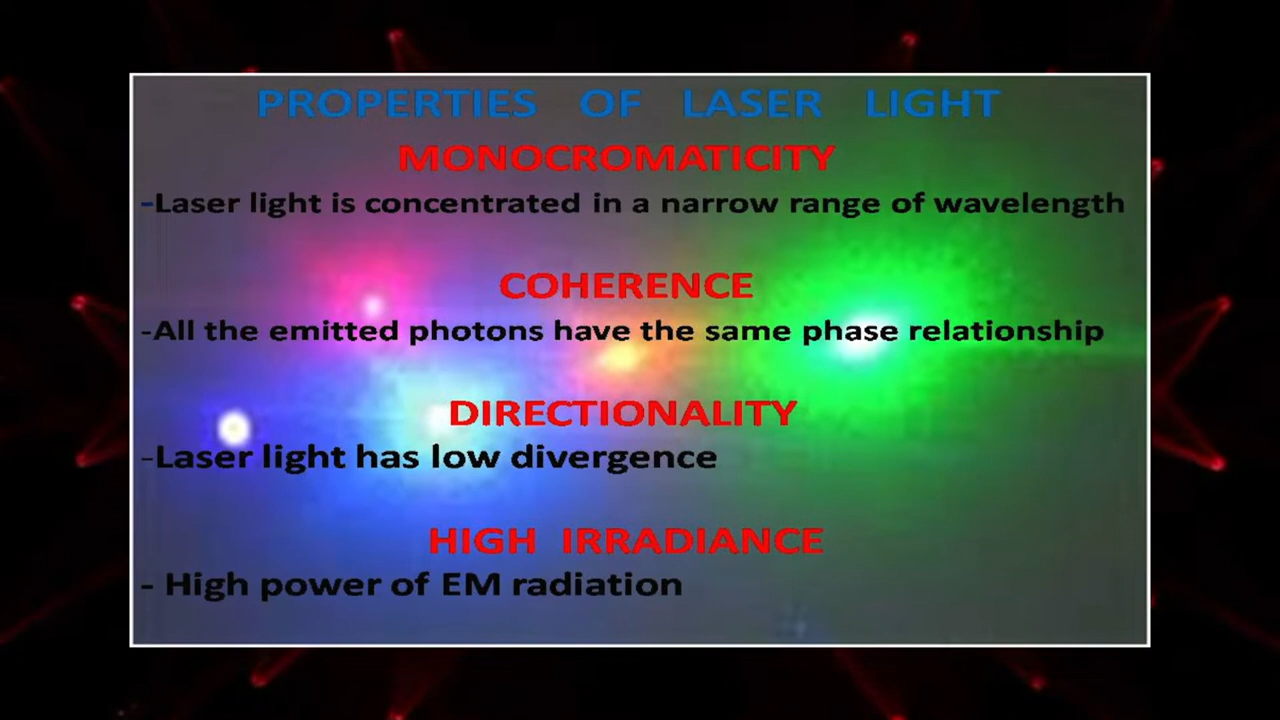 PROPERTIES OF LASER LIGHT
MONOCROMATICITY
-Laser light is concentrated in a narrow range of wavelength
COHERENCE
-All the emitted photons have the same phase relationship
DIRECTIONALITY
-Laser light has low divergence
HIGH IRRADIANCE
- High power of EM radiation